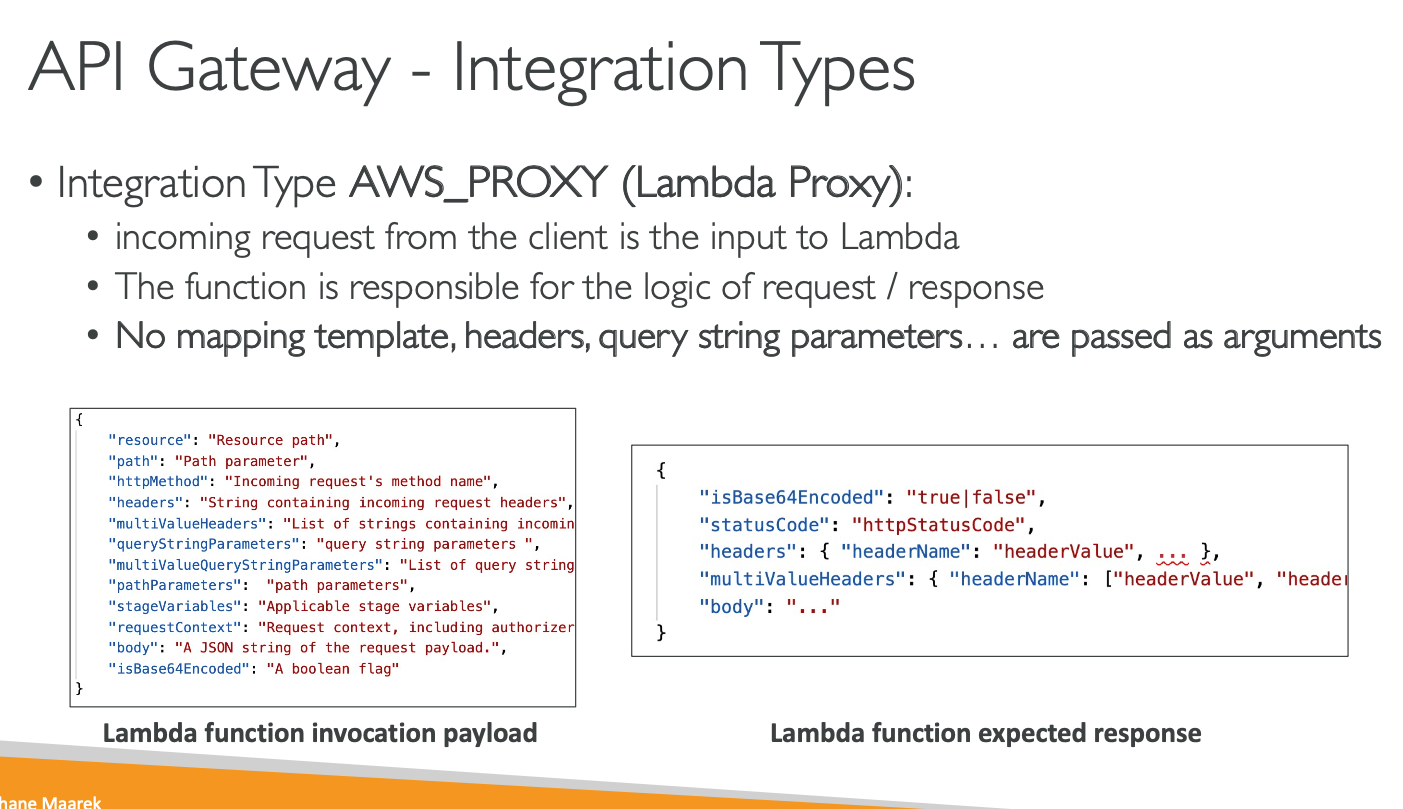 API Gateway - Integration Types
• Integration Type AWS_PROXY (Lambda Proxy):
• incoming request from the client is the input to Lambda
• The function is responsible for the logic of request / response
• No mapping template, headers, query string parameters… are passed as arguments
{
"resource": "Resource path",
"path": "Path parameter",
"httpMethod": "Incoming request's method name",
"headers": "String containing incoming request headers",
"multiValueHeaders": "List of strings containing incomin
"queryStringParameters": "query string parameters ",
"multiValueQueryStringParameters": "List of query string
"pathParameters":  "path parameters",
"stageVariables": "Applicable stage variables",
"requestContext": "Request context, including authorizer
"body": "A JSON string of the request payload.",
"isBase64Encoded": "A boolean flag"
}
Lambda function invocation payload
{
"isBase64Encoded": "true|false",
"statusCode": "httpStatusCode",
"headers": { "headerName": "headerValue", ... },
"multiValueHeaders": { "headerName": ["headerValue", "header
"body": "..."
}
Lambda function expected response
hane Maarek